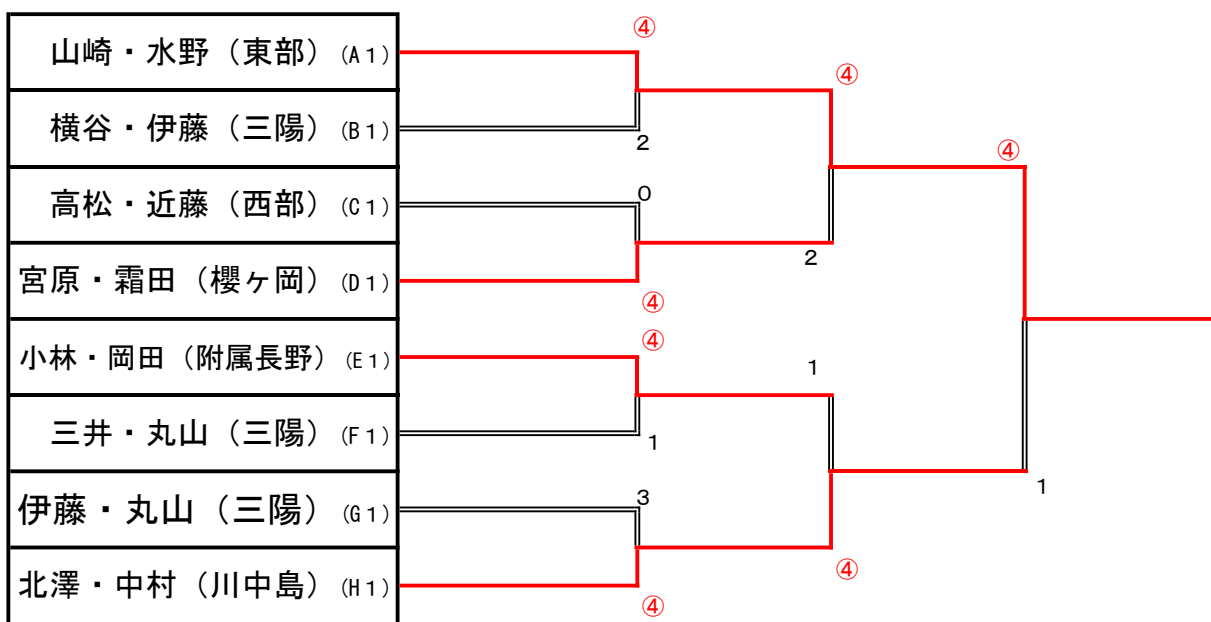 ④
山崎・水野（東部）(A1)
④
横谷・伊藤（三陽）(B1)
2
④
高松・近藤（西部）(C1)
0
2
宮原・霜田（櫻ヶ岡）(D1)
④
小林・岡田（附属長野）(E1)
④
1
三井・丸山（三陽）(F1)
1
伊藤・丸山（三陽）(G1)
3
1
北澤・中村（川中島）(H1)
④
④